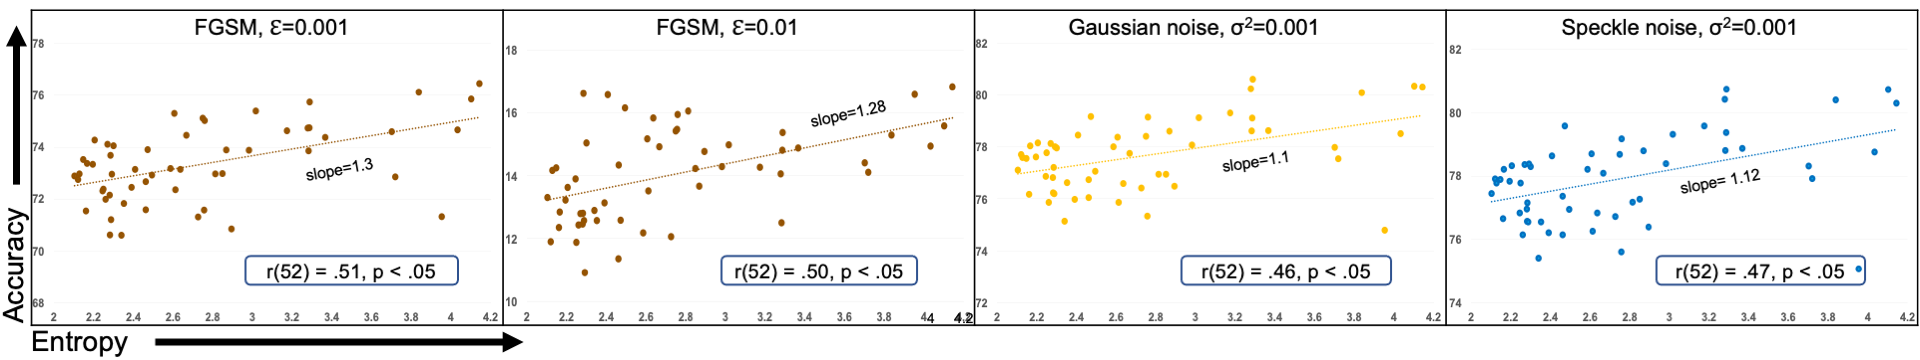 FGSM, ℇ=0.001
78
76
74
72
70
68
slope=1.3
r(52) = .51, p < .05
2 2.2 2.4 2.6 2.8 3 3.2 3.4 3.6 3.8 4 4.2
FGSM, ℇ=0.01
18
16
14
12
10
slope=1.28
r(52) = .50, p < .05
2 2.2 2.4 2.6 2.8 3 3.2 3.4 3.6 3.8 4 4.2
Gaussian noise, σ²=0.001
82
80
78
76
74
72
slope=1.1
r(52) = .46, p < .05
2 2.2 2.4 2.6 2.8 3 3.2 3.4 3.6 3.8 4 4.2
Speckle noise, σ²=0.001
82
80
78
76
74
slope= 1.12
r(52) = .47, p < .05
2 2.2 2.4 2.6 2.8 3 3.2 3.4 3.6 3.8 4 4.2
Accuracy
Entropy